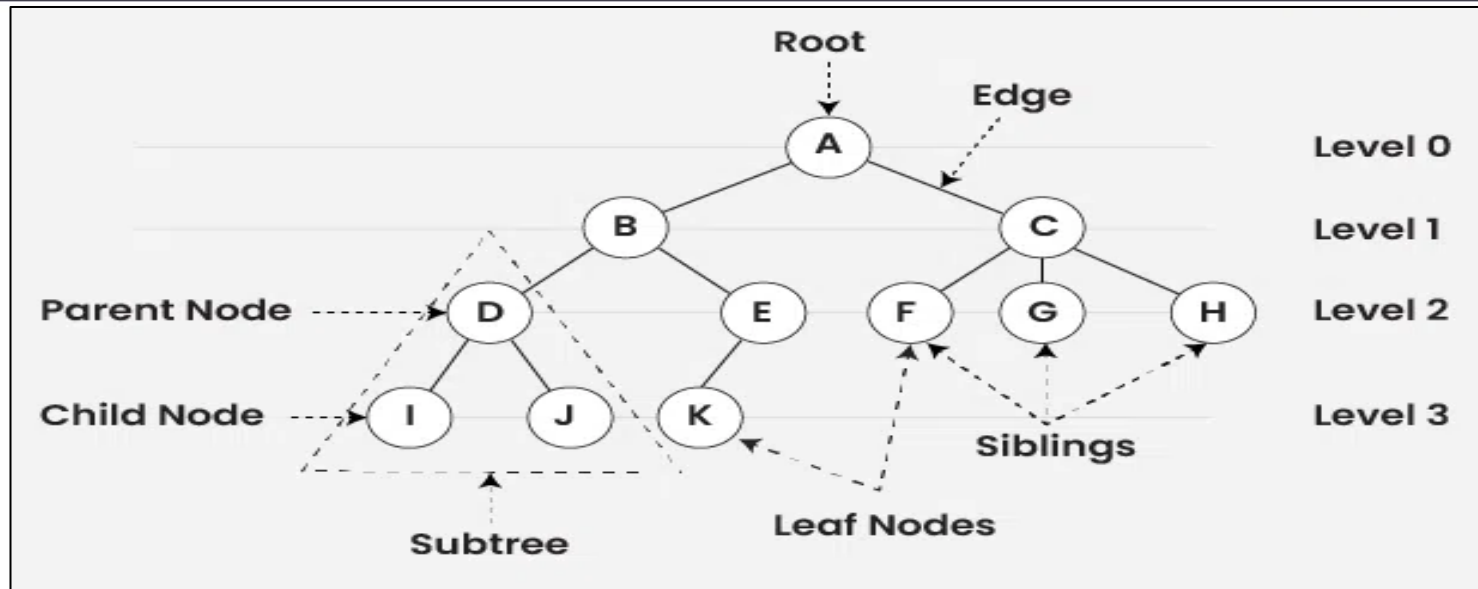 Root
Edge
A
Level 0
B
C
Level 1
Parent Node
D
E
F
G
H
Level 2
Child Node
I
J
K
Level 3
Siblings
Leaf Nodes
Subtree